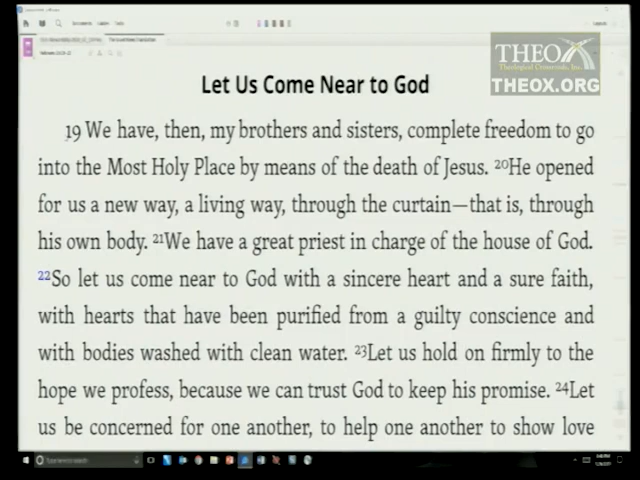 THEOX
THEOX.ORG
Let Us Come Near to God
19 We have, then, my brothers and sisters, complete freedom to go
into the Most Holy Place by means of the death of Jesus. 20He opened
for us a new way, a living way, through the curtain—that is, through
his own body. 21We have a great priest in charge of the house of God.
22So let us come near to God with a sincere heart and a sure faith,
with hearts that have been purified from a guilty conscience and
with bodies washed with clean water. 23Let us hold on firmly to the
hope we profess, because we can trust God to keep his promise. 24Let
us be concerned for one another, to help one another to show love